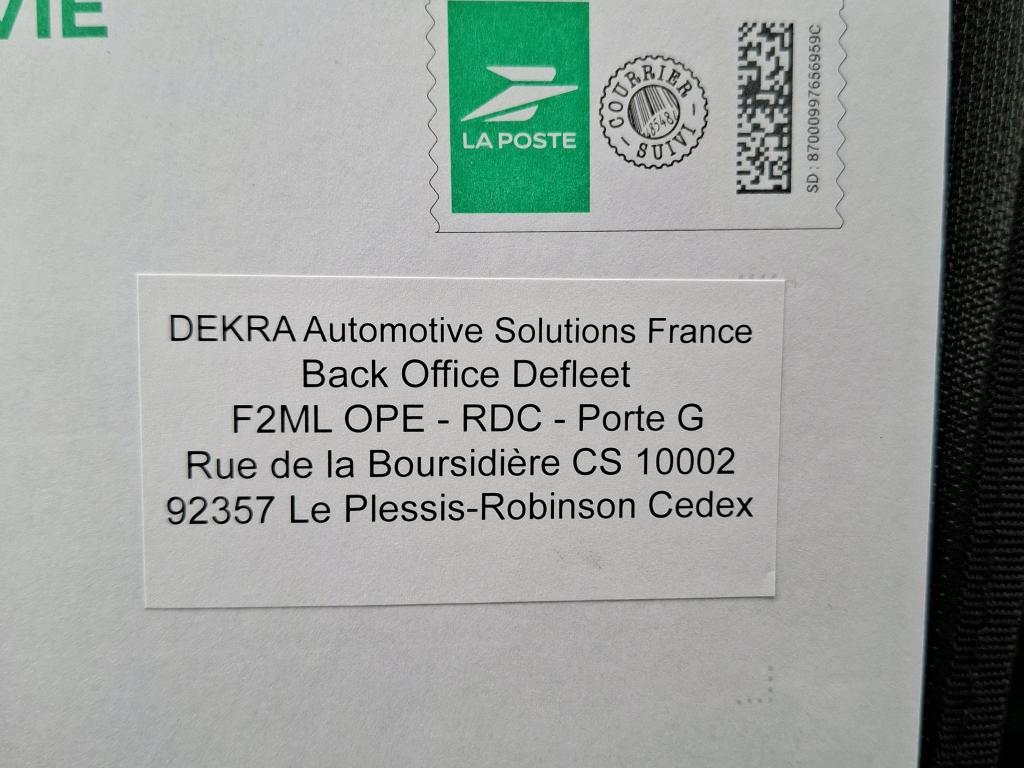 VIE
LA POSTE
COURRIER
SUIVI
SD : 87000997656959C
DEKRA Automotive Solutions France
Back Office Defleet
F2ML OPE - RDC - Porte G
Rue de la Boursidière CS 10002
92357 Le Plessis-Robinson Cedex